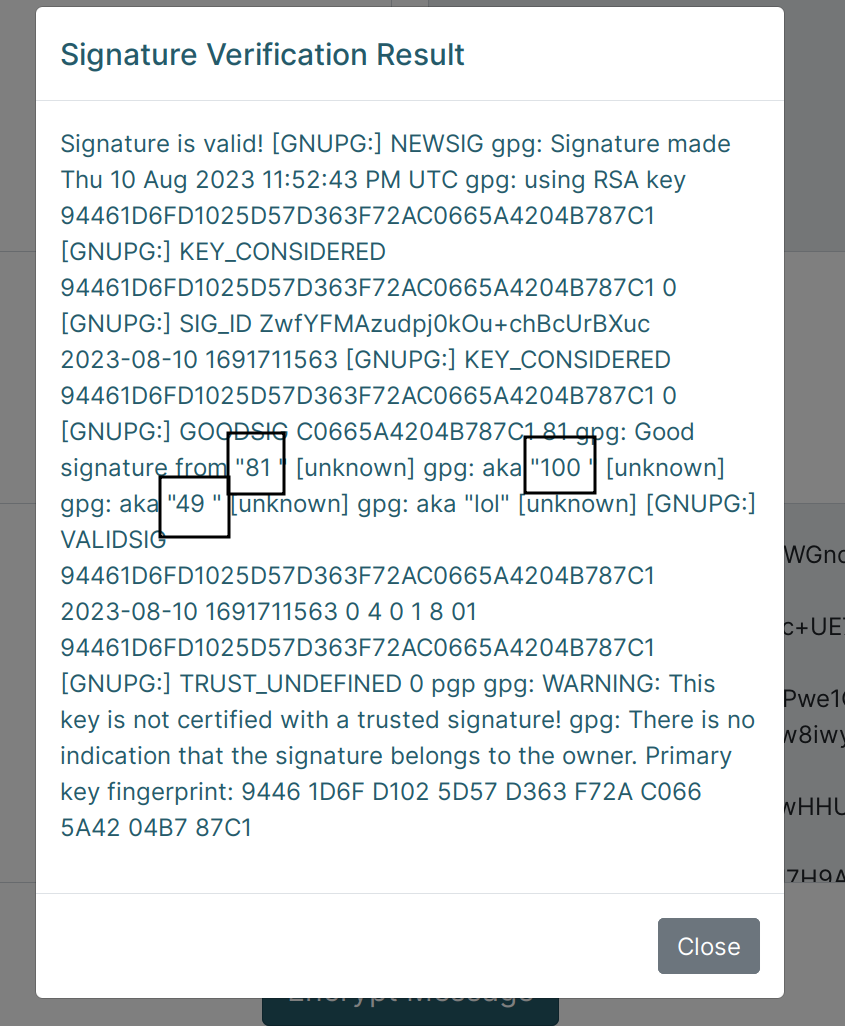 Signature Verification Result
Signature is valid! [GNUPG:] NEWSIG gpg: Signature made
Thu 10 Aug 2023 11:52:43 PM UTC gpg: using RSA key
94461D6FD1025D57D363F72AC0665A4204B787C1
[GNUPG:] KEY_CONSIDERED
94461D6FD1025D57D363F72AC0665A4204B787C1 0
[GNUPG:] SIG_ID ZwfYFMAzudpj0kOu+chBcUrBXuc
2023-08-10 1691711563 [GNUPG:] KEY_CONSIDERED
94461D6FD1025D57D363F72AC0665A4204B787C1 0
[GNUPG:] GOODSIG C0665A4204B787C1 81 gpg: Good
signature from "81 " [unknown] gpg: aka "100 " [unknown]
gpg: aka "49 " [unknown] gpg: aka "lol" [unknown] [GNUPG:]
VALIDSIG
94461D6FD1025D57D363F72AC0665A4204B787C1
2023-08-10 1691711563 0 4 0 1 8 01
94461D6FD1025D57D363F72AC0665A4204B787C1
[GNUPG:] TRUST_UNDEFINED 0 pgp gpg: WARNING: This
key is not certified with a trusted signature! gpg: There is no
indication that the signature belongs to the owner. Primary
key fingerprint: 9446 1D6F D102 5D57 D363 F72A C066
5A42 04B7 87C1
Close
Encrypt Message